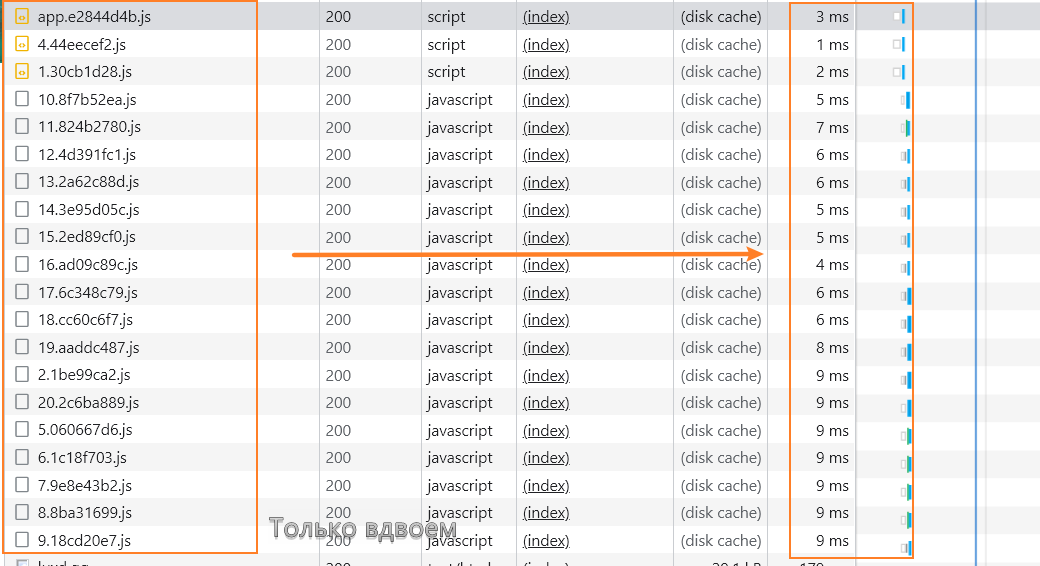 app.e2844d4b.js 200 script (index) (disk cache) 3 ms
4.44eecef2.js 200 script (index) (disk cache) 1 ms
1.30cb1d28.js 200 script (index) (disk cache) 2 ms
10.8f7b52ea.js 200 javascript (index) (disk cache) 5 ms
11.824b2780.js 200 javascript (index) (disk cache) 7 ms
12.4d391fc1.js 200 javascript (index) (disk cache) 6 ms
13.2a62c88d.js 200 javascript (index) (disk cache) 6 ms
14.3e95d05c.js 200 javascript (index) (disk cache) 5 ms
15.2ed89cf0.js 200 javascript (index) (disk cache) 5 ms
16.ad09c89c.js 200 javascript (index) (disk cache) 4 ms
17.6c348c79.js 200 javascript (index) (disk cache) 6 ms
18.cc60c6f7.js 200 javascript (index) (disk cache) 6 ms
19.aaddc487.js 200 javascript (index) (disk cache) 8 ms
2.1be99ca2.js 200 javascript (index) (disk cache) 9 ms
20.2c6ba889.js 200 javascript (index) (disk cache) 9 ms
5.060667d6.js 200 javascript (index) (disk cache) 9 ms
6.1c18f703.js 200 javascript (index) (disk cache) 9 ms
7.9e8e43b2.js 200 javascript (index) (disk cache) 9 ms
8.8ba31699.js 200 javascript (index) (disk cache) 9 ms
Только вдвоем
9.18cd20e7.js 200 javascript (index) (disk cache) 9 ms